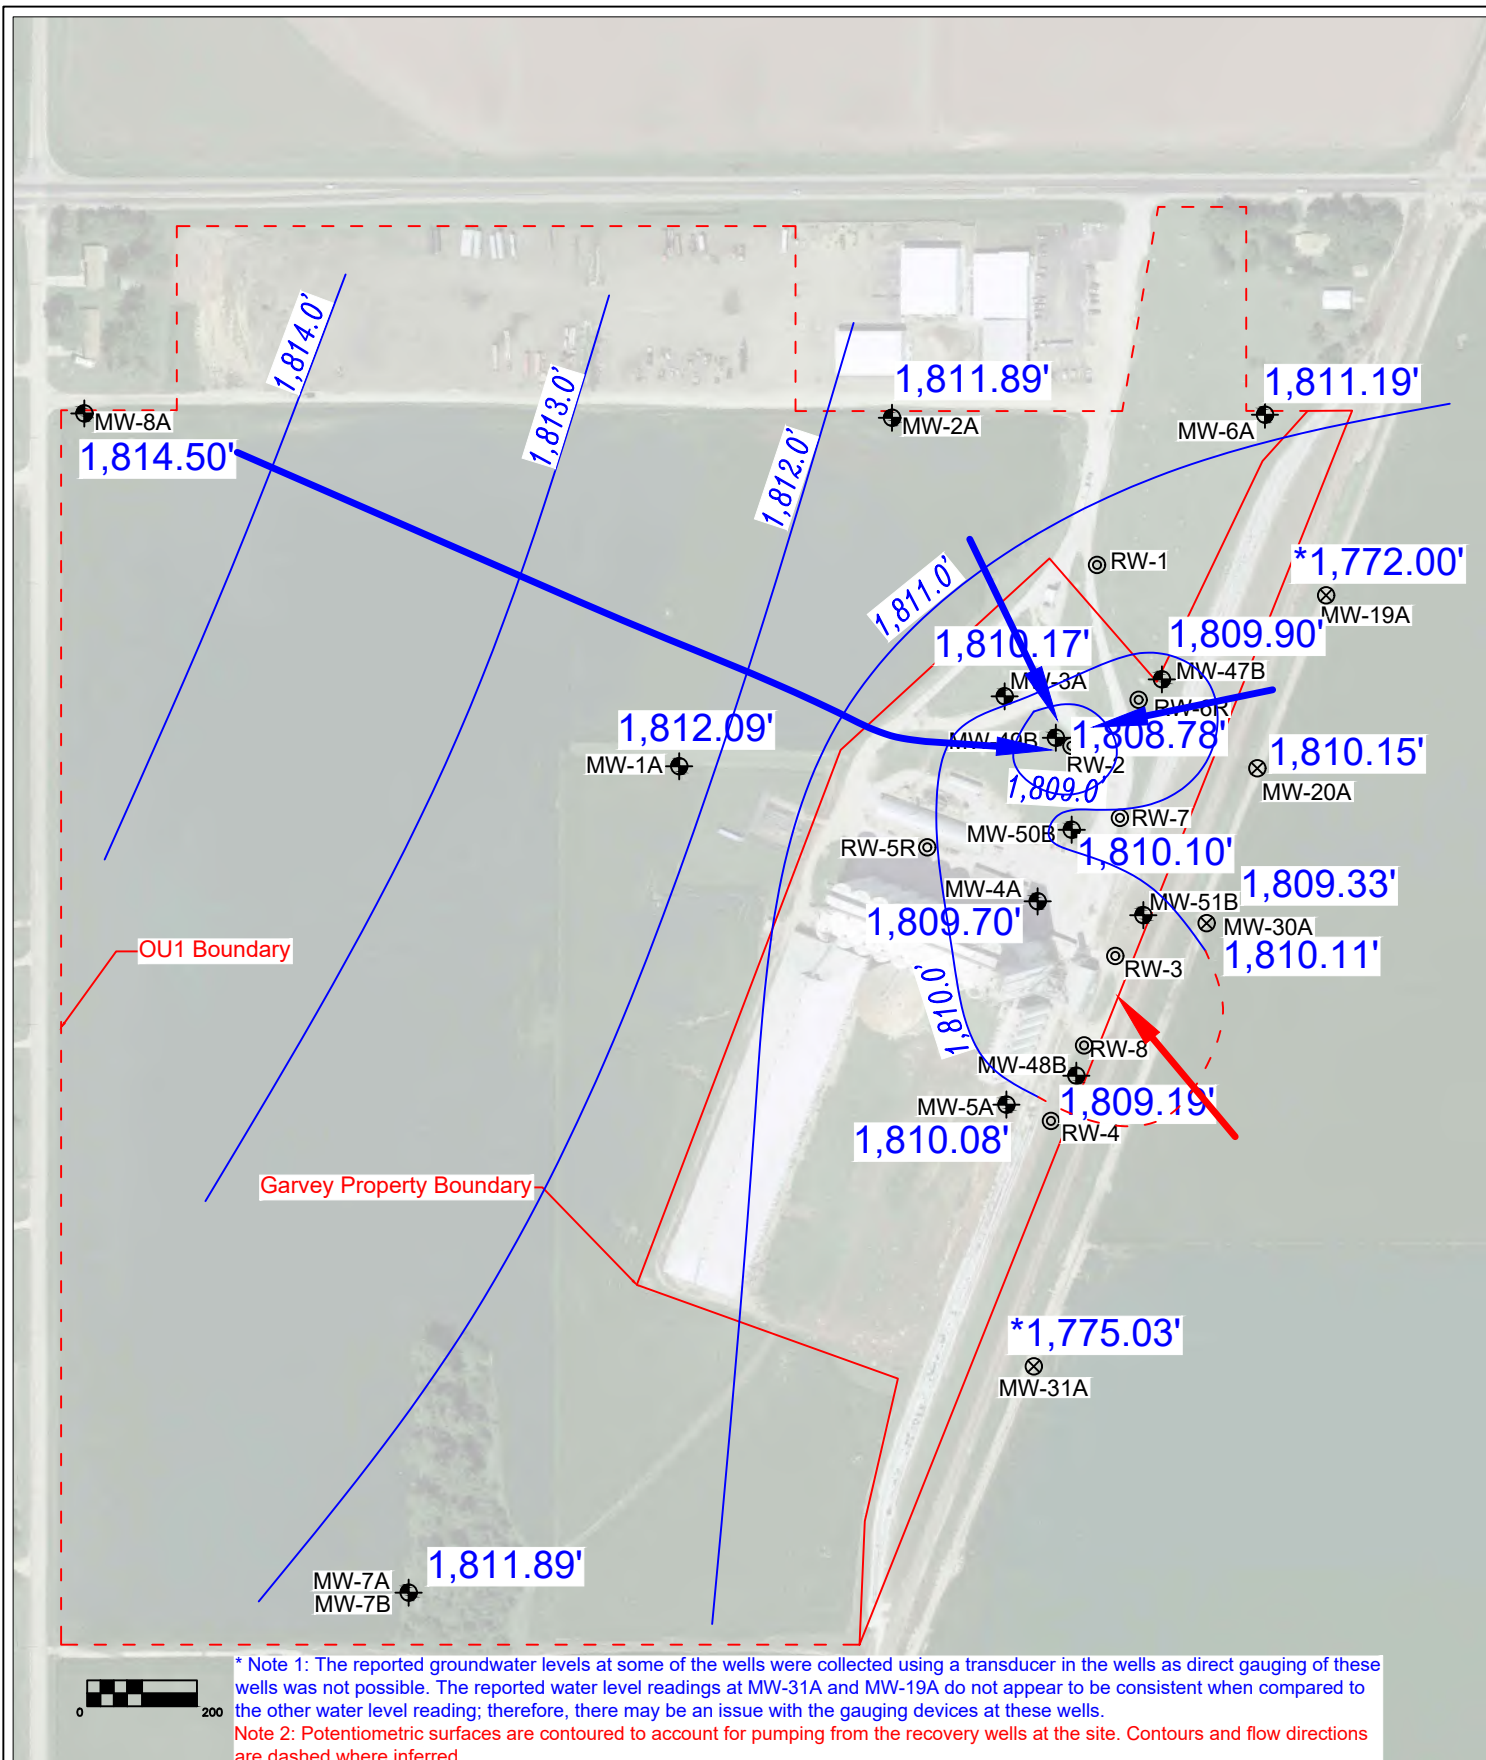 1,814.0'
1,813.0'
1,812.0'
1,811.89'
MW-2A
1,811.19'
MW-6A
MW-8A
1,814.50'
1,811.0'
RW-1
*1,772.00'
MW-19A
1,810.17'
MW-3A
1,809.90'
MW-47B
RW-6R
1,812.09'
MW-1A
MW-49B
1,808.78'
RW-2
1,809.0'
1,810.15'
MW-20A
RW-7
MW-50B
1,810.10'
RW-5R
MW-4A
1,809.70'
1,809.33'
MW-51B
MW-30A
1,810.11'
OU1 Boundary
RW-3
1,810.0'
RW-8
MW-48B
1,809.19'
MW-5A
1,810.08'
RW-4
Garvey Property Boundary
*1,775.03'
MW-31A
1,811.89'
MW-7A
MW-7B
* Note 1: The reported groundwater levels at some of the wells were collected using a transducer in the wells as direct gauging of these
wells was not possible. The reported water level readings at MW-31A and MW-19A do not appear to be consistent when compared to
the other water level reading; therefore, there may be an issue with the gauging devices at these wells.
0 200
Note 2: Potentiometric surfaces are contoured to account for pumping from the recovery wells at the site. Contours and flow directions
are dashed where inferred